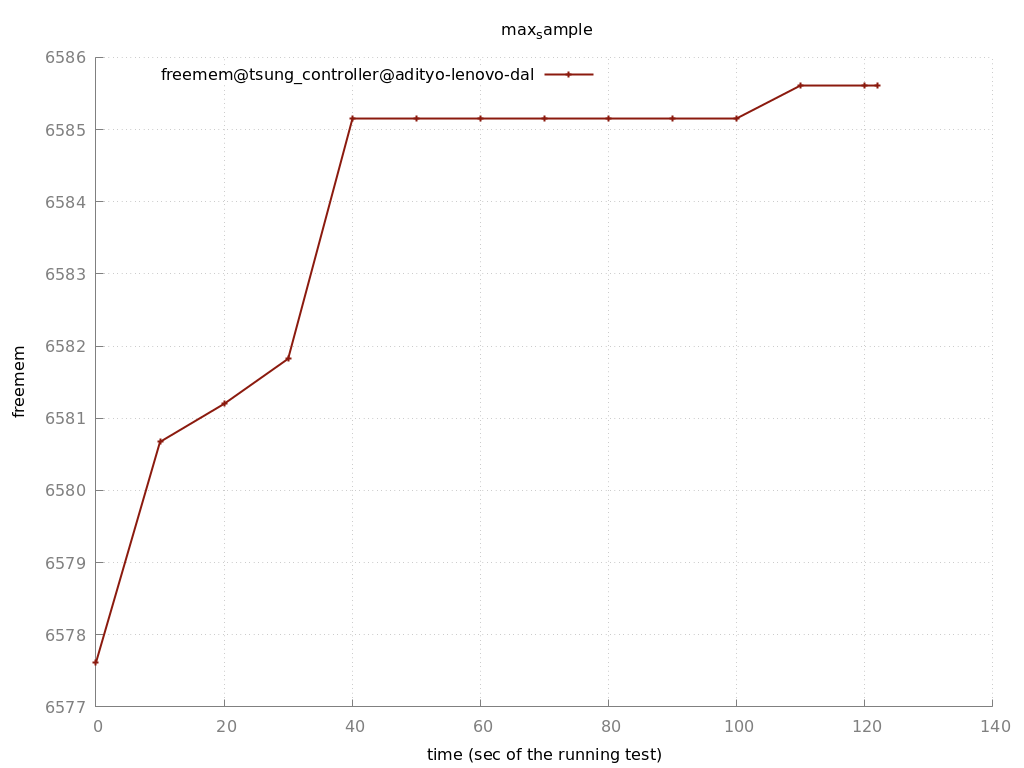 maxsample
6586
freemem@tsung_controller@adityo-lenovo-dal
6585
6584
6583
6582
6581
6580
6579
6578
6577
freemem
0 20 40 60 80 100 120 140
time (sec of the running test)